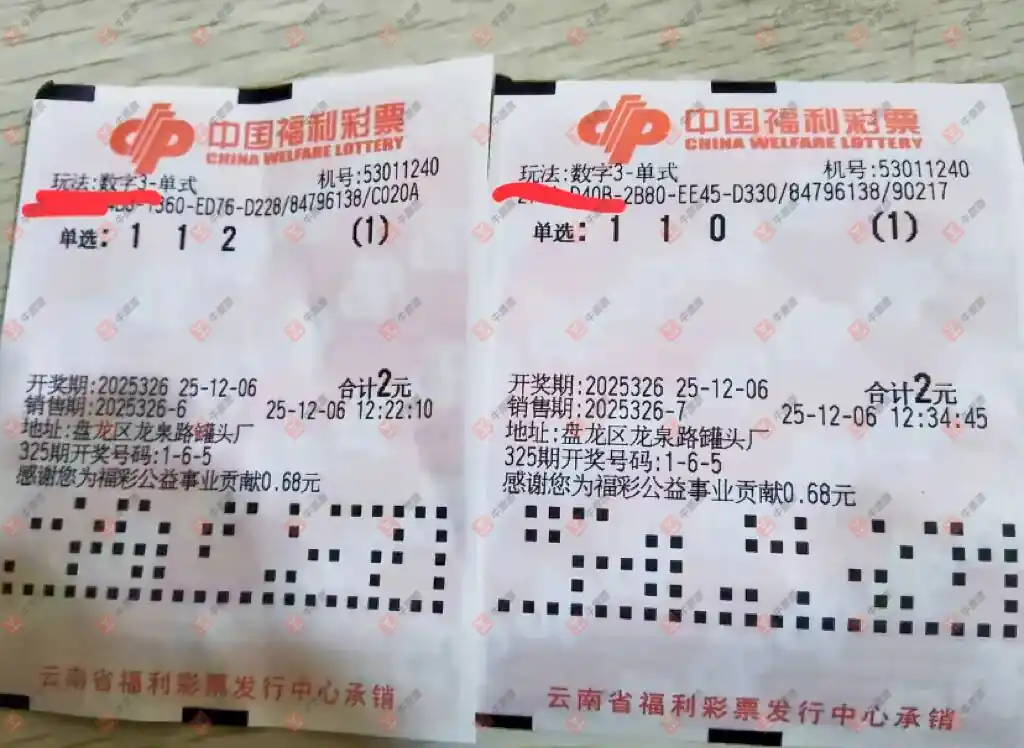 中国福利彩票
CHINA WELFARE LOTTERY
玩法:数字3-单式
机号:53011240
-ED76-D228/84796138/C020A
单选: 1 1 2 (1)
开奖期:2025326 25-12-06 合计2元
销售期:2025326-6 25-12-06 12:22:10
地址:盘龙区龙泉路罐头厂
325期开奖号码:1-6-5
感谢您为福彩公益事业贡献0.68元
云南省福利彩票发行中心承销
中国福利彩票
CHINA WELFARE LOTTERY
玩法:数字3-单式
机号:53011240
-2B80-EE45-D330/84796138/90217
单选: 1 1 0 (1)
开奖期:2025326 25-12-06 合计2元
销售期:2025326-7 25-12-06 12:34:45
地址:盘龙区龙泉路罐头厂
325期开奖号码:1-6-5
感谢您为福彩公益事业贡献0.68元
云南省福利彩票发行中心承销